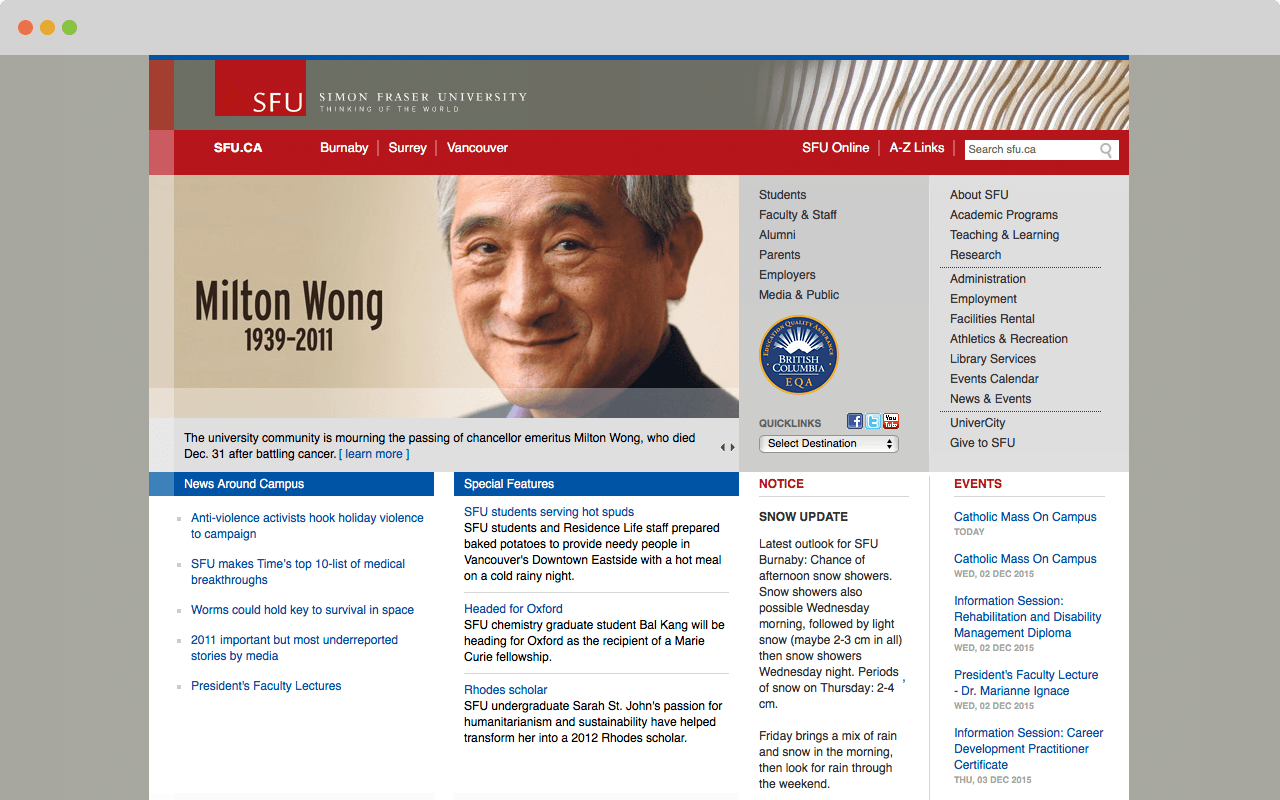 SFU
SIMON FRASER UNIVERSITY
THINKING OF THE WORLD
SFU.CA
Burnaby
Surrey
Vancouver
SFU Online
A-Z Links
Search sfu.ca
Milton Wong
1939-2011
The university community is mourning the passing of chancellor emeritus Milton Wong, who died
Dec. 31 after battling cancer. [ learn more ]
Students
Faculty & Staff
Alumni
Parents
Employers
Media & Public
EDUCATION QUALITY ASSURANCE
BRITISH
COLUMBIA
EQA
QUICKLINKS
f
t
You
Tube
Select Destination
About SFU
Academic Programs
Teaching & Learning
Research
Administration
Employment
Facilities Rental
Athletics & Recreation
Library Services
Events Calendar
News & Events
UniverCity
Give to SFU
News Around Campus
Anti-violence activists hook holiday violence
to campaign
SFU makes Time's top 10-list of medical
breakthroughs
Worms could hold key to survival in space
2011 important but most underreported
stories by media
President's Faculty Lectures
Special Features
SFU students serving hot spuds
SFU students and Residence Life staff prepared
baked potatoes to provide needy people in
Vancouver's Downtown Eastside with a hot meal
on a cold rainy night.
Headed for Oxford
SFU chemistry graduate student Bal Kang will be
heading for Oxford as the recipient of a Marie
Curie fellowship.
Rhodes scholar
SFU undergraduate Sarah St. John's passion for
humanitarianism and sustainability have helped
transform her into a 2012 Rhodes scholar.
NOTICE
SNOW UPDATE
Latest outlook for SFU
Burnaby: Chance of
afternoon snow showers.
Snow showers also
possible Wednesday
morning, followed by light
snow (maybe 2-3 cm in all)
then snow showers
Wednesday night. Periods ,
of snow on Thursday: 2-4
cm.
Friday brings a mix of rain
and snow in the morning,
then look for rain through
the weekend.
EVENTS
Catholic Mass On Campus
TODAY
Catholic Mass On Campus
WED, 02 DEC 2015
Information Session:
Rehabilitation and Disability
Management Diploma
WED, 02 DEC 2015
President's Faculty Lecture
- Dr. Marianne Ignace
WED, 02 DEC 2015
Information Session: Career
Development Practitioner
Certificate
THU, 03 DEC 2015